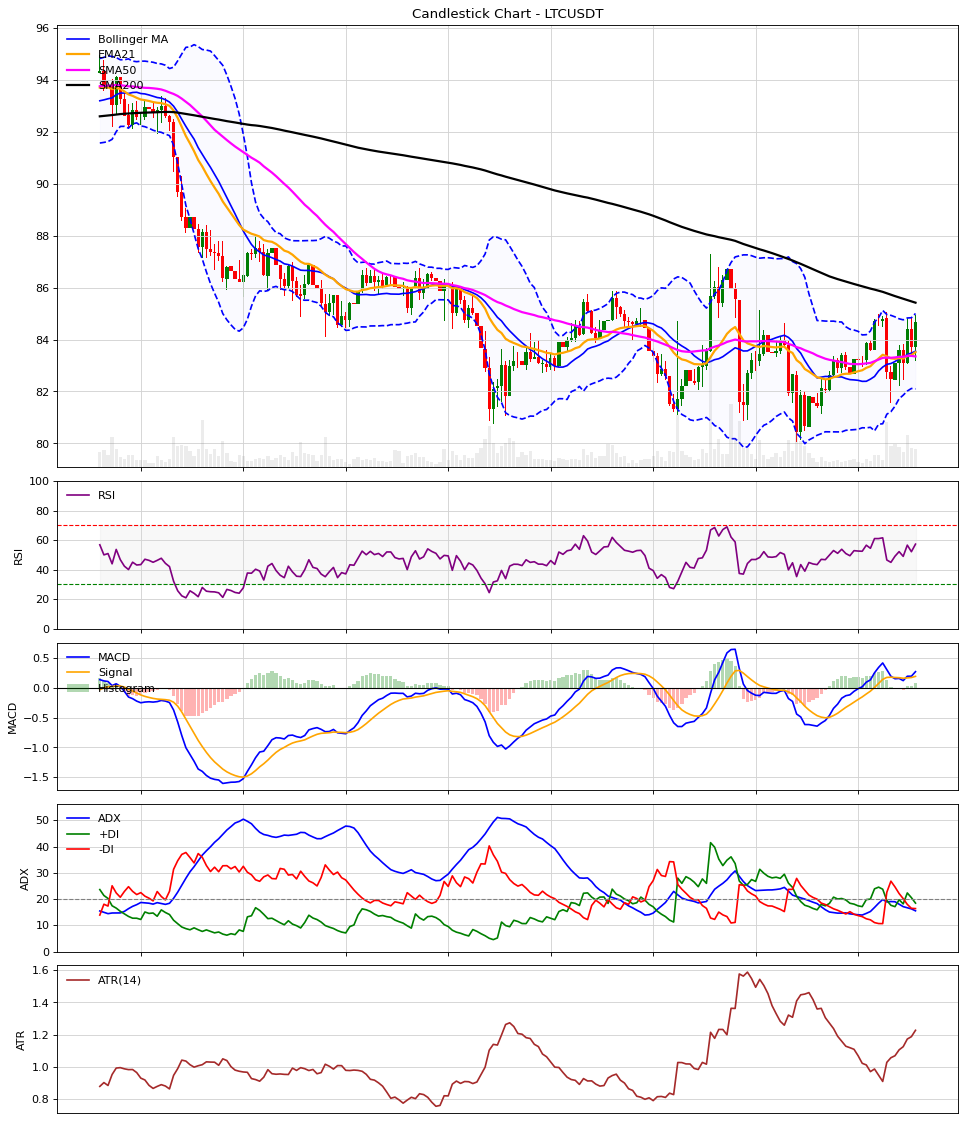 Candlestick Chart - LTCUSDT
96
94
92
90
88
86
84
82
80
Bollinger MA
EMA21
SMA50
SMA200
100
80
60
40
20
0
RSI
RSI
0.5
0.0
−0.5
−1.0
−1.5
MACD
MACD
Signal
Histogram
50
40
30
20
10
0
ADX
ADX
+DI
-DI
1.6
1.4
1.2
1.0
0.8
ATR
ATR(14)